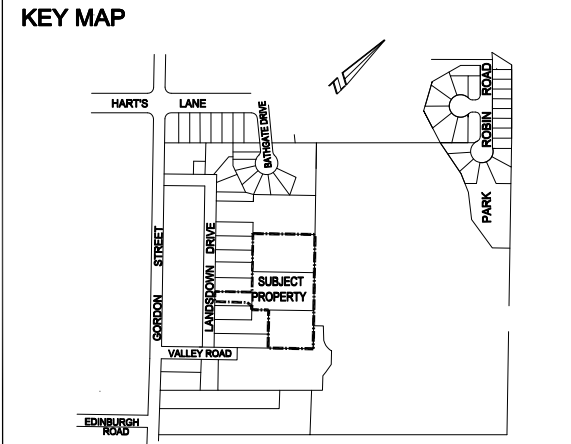 KEY MAP
HART'S LANE
BATHGATE DRIVE
ROBIN ROAD
PARK
GORDON STREET
LANDSDOWN DRIVE
SUBJECT
PROPERTY
VALLEY ROAD
EDINBURGH
ROAD